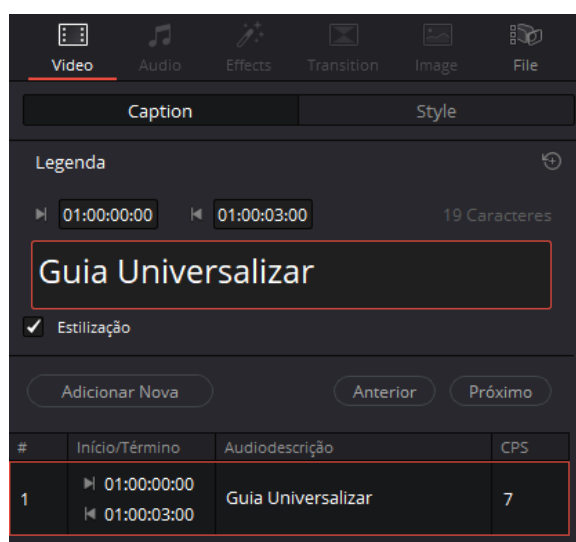 Video Audio Effects Transition Image File
Caption Style
Legenda
01:00:00:00 01:00:03:00 19 Caracteres
Guia Universalizar
Estilização
Adicionar Nova Anterior Próximo
# Início/Término Audiodescrição CPS
1 01:00:00:00 Guia Universalizar 7
01:00:03:00